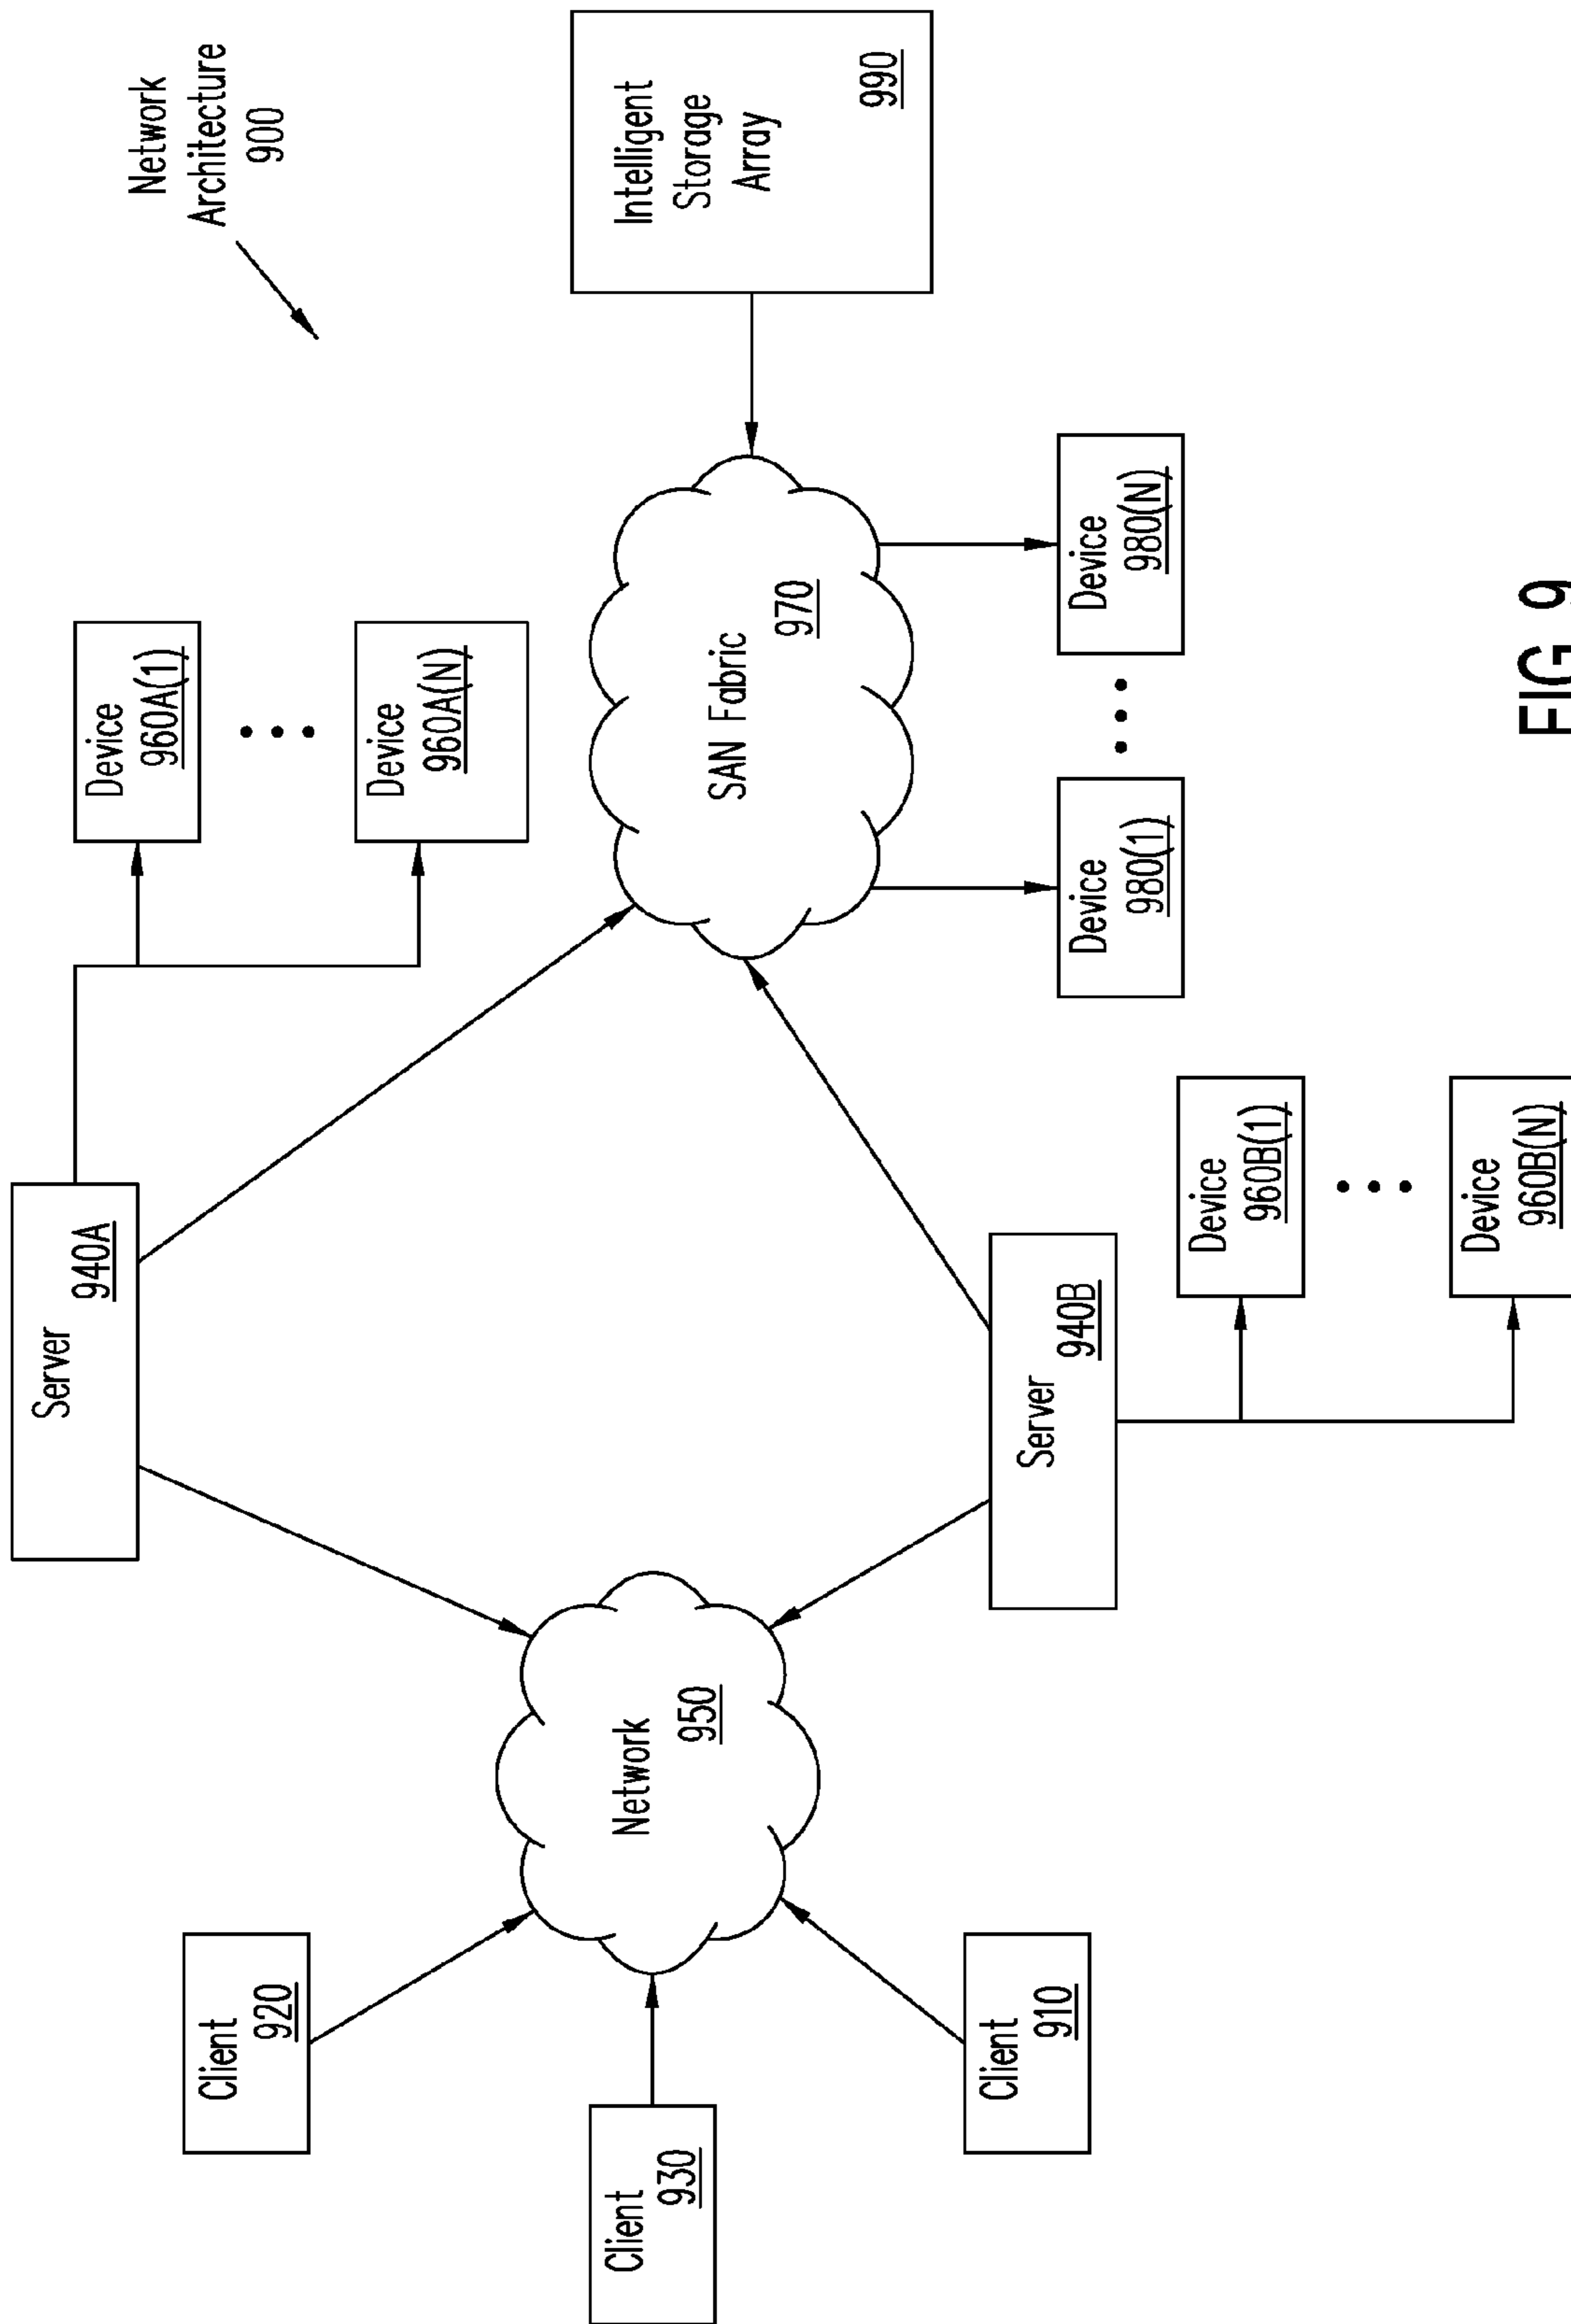 Network
Architecture
900
Server
940A
Device
960A(1)
Device
960A(N)
Client
920
Client
930
Client
910
Network
950
SAN Fabric
970
Intelligent
Storage
Array
990
Server
940B
Device
980(1)
Device
980(N)
Device
960B(1)
Device
960B(N)
FIG. 9